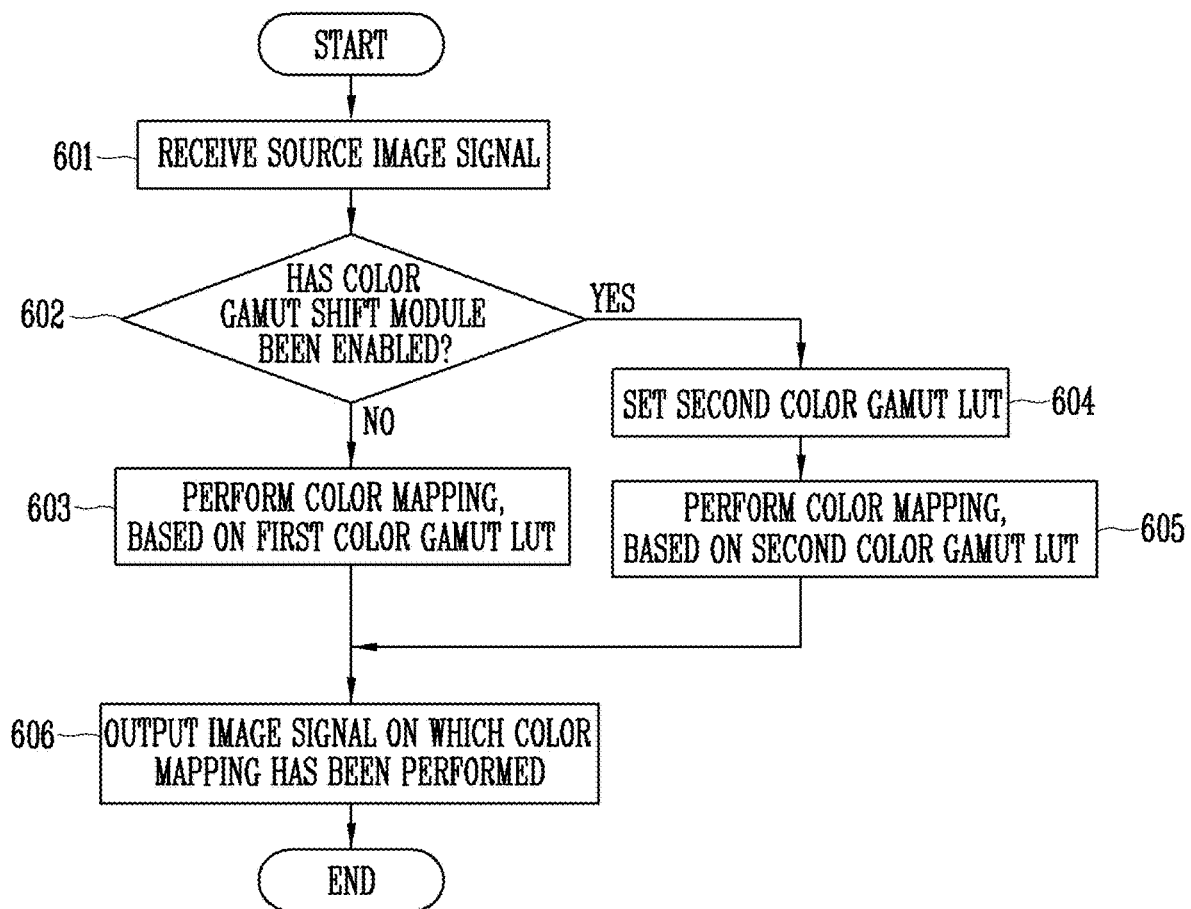 START
601
RECEIVE SOURCE IMAGE SIGNAL
602
HAS COLOR
GAMUT SHIFT MODULE
BEEN ENABLED?
YES
NO
SET SECOND COLOR GAMUT LUT
604
603
PERFORM COLOR MAPPING,
BASED ON FIRST COLOR GAMUT LUT
PERFORM COLOR MAPPING,
BASED ON SECOND COLOR GAMUT LUT
605
606
OUTPUT IMAGE SIGNAL ON WHICH COLOR
MAPPING HAS BEEN PERFORMED
END